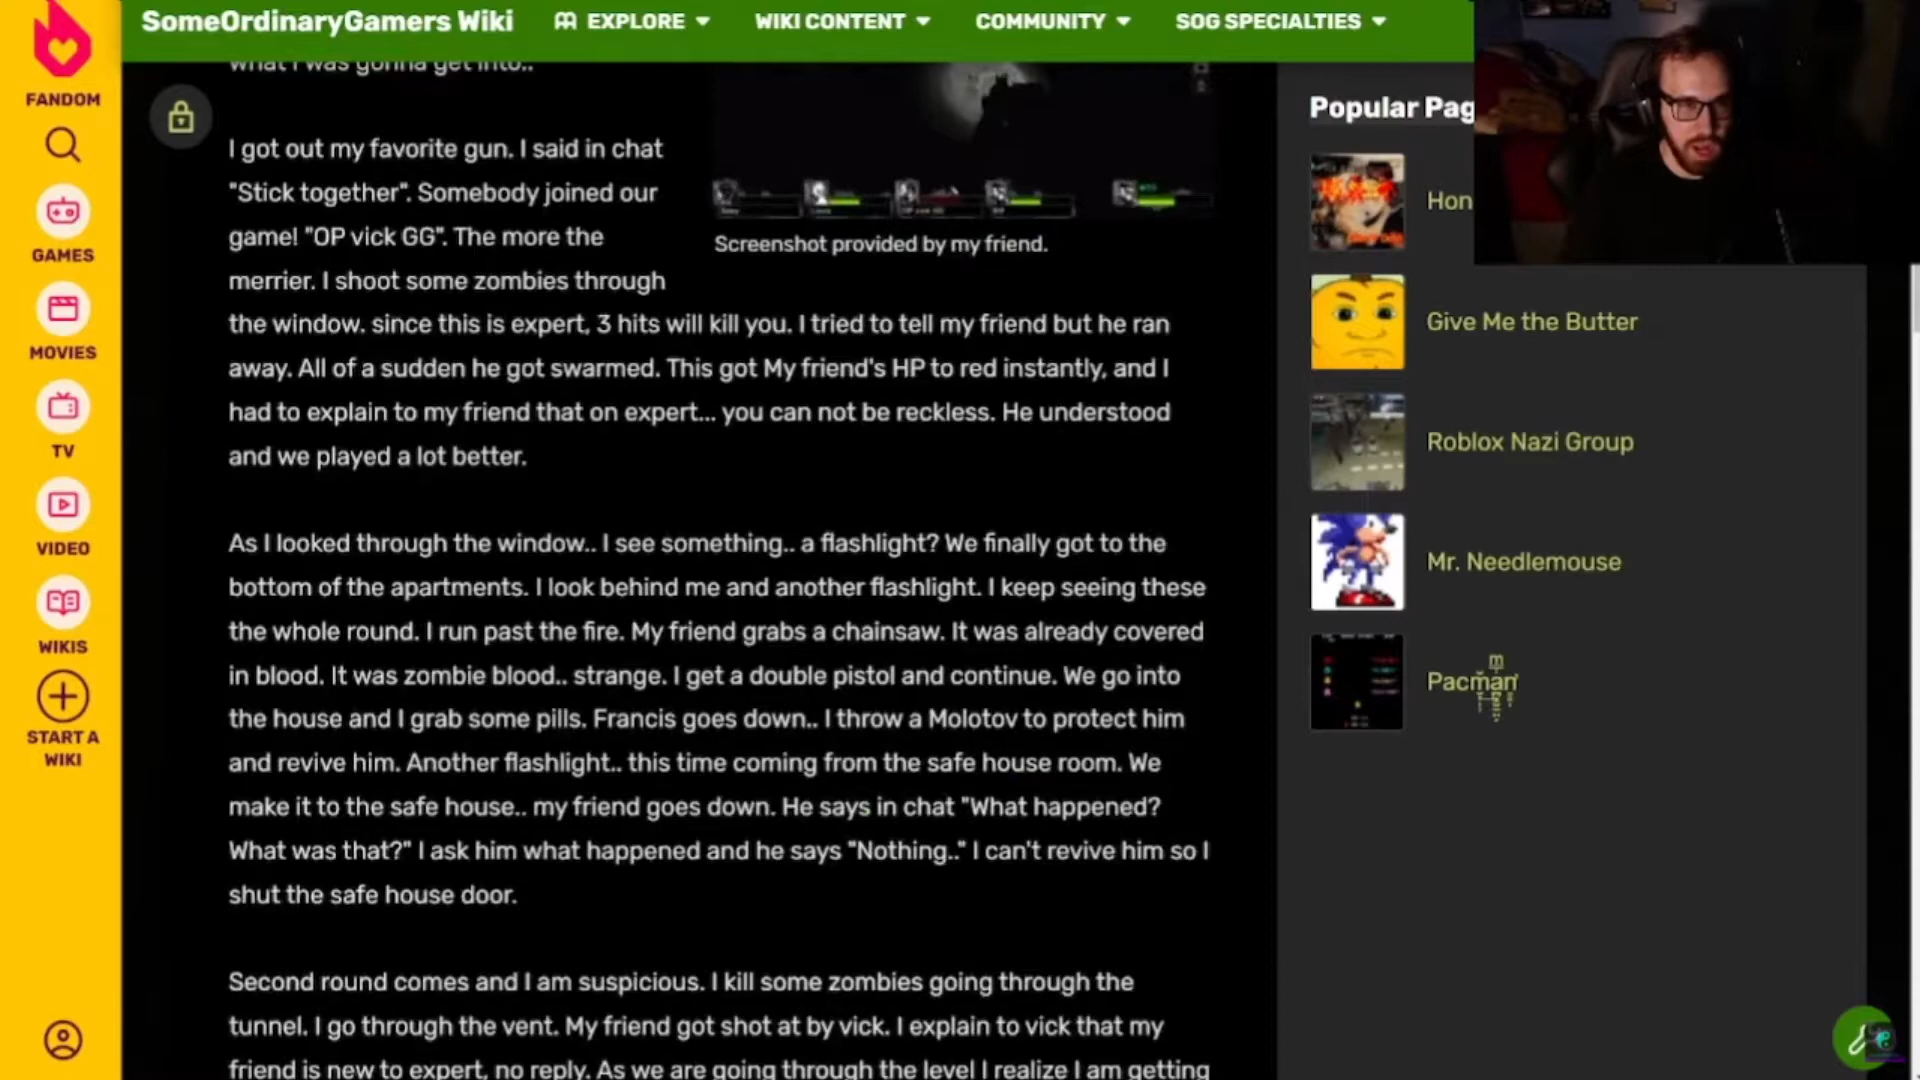 SomeOrdinaryGamers Wiki
EXPLORE
WIKI CONTENT
COMMUNITY
SOG SPECIALTIES
FANDOM
GAMES
MOVIES
TV
VIDEO
WIKIS
START A
WIKI
what I was gonna get into..
I got out my favorite gun. I said in chat
"Stick together". Somebody joined our
game! "OP vick GG". The more the
merrier. I shoot some zombies through
the window. since this is expert, 3 hits will kill you. I tried to tell my friend but he ran
away. All of a sudden he got swarmed. This got My friend's HP to red instantly, and I
had to explain to my friend that on expert... you can not be reckless. He understood
and we played a lot better.
Screenshot provided by my friend.
As I looked through the window.. I see something.. a flashlight? We finally got to the
bottom of the apartments. I look behind me and another flashlight. I keep seeing these
the whole round. I run past the fire. My friend grabs a chainsaw. It was already covered
in blood. It was zombie blood.. strange. I get a double pistol and continue. We go into
the house and I grab some pills. Francis goes down.. I throw a Molotov to protect him
and revive him. Another flashlight.. this time coming from the safe house room. We
make it to the safe house.. my friend goes down. He says in chat "What happened?
What was that?" I ask him what happened and he says "Nothing.." I can't revive him so I
shut the safe house door.
Second round comes and I am suspicious. I kill some zombies going through the
tunnel. I go through the vent. My friend got shot at by vick. I explain to vick that my
friend is new to expert, no reply. As we are going through the level I realize I am getting
Popular Pag
Hon
Give Me the Butter
Roblox Nazi Group
Mr. Needlemouse
Pacman